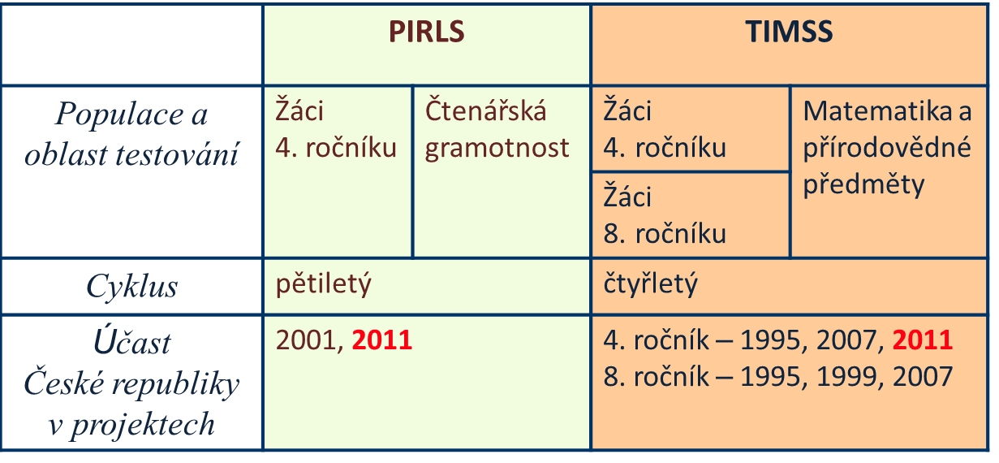 PIRLS
TIMSS
Populace a
oblast testování
Žáci
4. ročníku
Čtenářská
gramotnost
Žáci
4. ročníku
Žáci
8. ročníku
Matematika a
přírodovědné
předměty
Cyklus
pětiletý
čtyřletý
Účast
České republiky
v projektech
2001, 2011
4. ročník – 1995, 2007, 2011
8. ročník – 1995, 1999, 2007